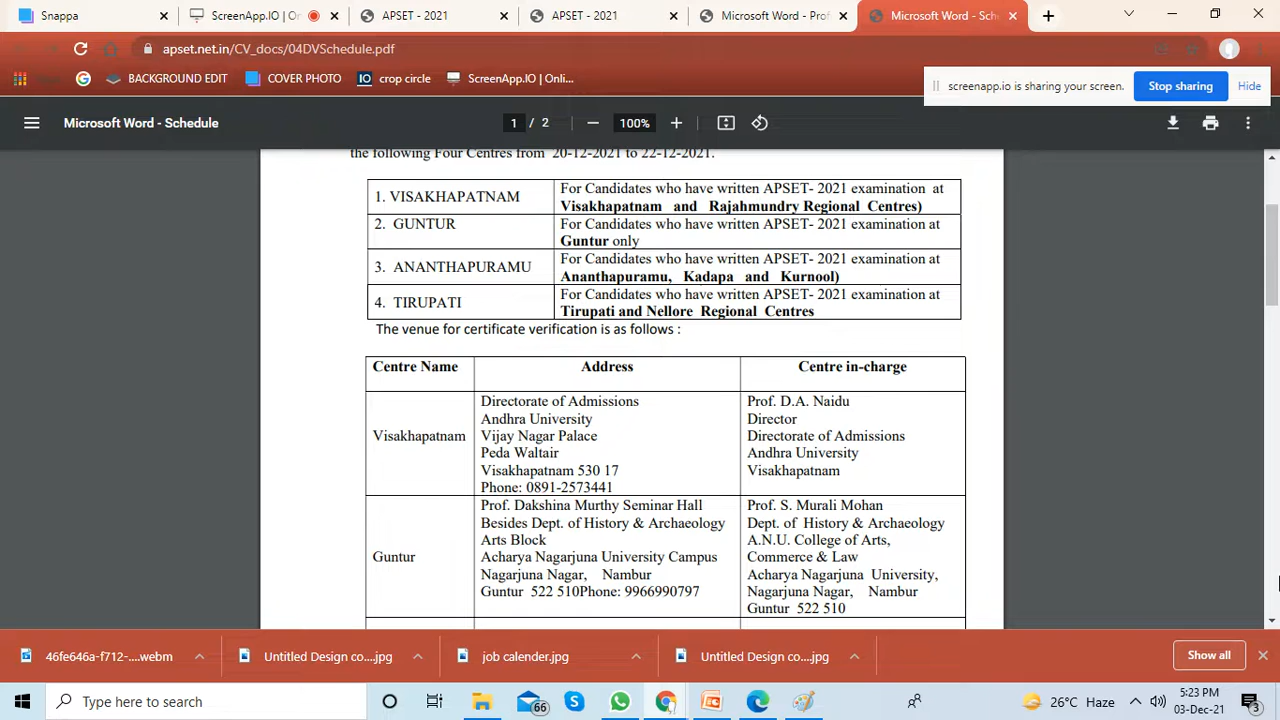 Snappa
ScreenApp.IO | On
APSET - 2021
APSET - 2021
Microsoft Word - Prof
Microsoft Word - Sch
apset.net.in/CV_docs/04DVSchedule.pdf
BACKGROUND EDIT
COVER PHOTO
IO crop circle
ScreenApp.IO | Onli...
screenapp.io is sharing your screen.
Stop sharing
Hide
Microsoft Word - Schedule
1 / 2
100%
the following Four Centres from 20-12-2021 to 22-12-2021.
1. VISAKHAPATNAM
For Candidates who have written APSET- 2021 examination at
Visakhapatnam and Rajahmundry Regional Centres)
2. GUNTUR
For Candidates who have written APSET- 2021 examination at
Guntur only
3. ANANTHAPURAMU
For Candidates who have written APSET- 2021 examination at
Ananthapuramu, Kadapa and Kurnool)
4. TIRUPATI
For Candidates who have written APSET- 2021 examination at
Tirupati and Nellore Regional Centres
The venue for certificate verification is as follows :
Centre Name
Address
Centre in-charge
Visakhapatnam
Directorate of Admissions
Andhra University
Vijay Nagar Palace
Peda Waltair
Visakhapatnam 530 17
Phone: 0891-2573441
Prof. D.A. Naidu
Director
Directorate of Admissions
Andhra University
Visakhapatnam
Guntur
Prof. Dakshina Murthy Seminar Hall
Besides Dept. of History & Archaeology
Arts Block
Acharya Nagarjuna University Campus
Nagarjuna Nagar, Nambur
Guntur 522 510Phone: 9966990797
Prof. S. Murali Mohan
Dept. of History & Archaeology
A.N.U. College of Arts,
Commerce & Law
Acharya Nagarjuna University,
Nagarjuna Nagar, Nambur
Guntur 522 510
46fe646a-f712-....webm
Untitled Design co....jpg
job calender.jpg
Untitled Design co....jpg
Show all
Type here to search
66
26°C Haze
5:23 PM
03-Dec-21
3